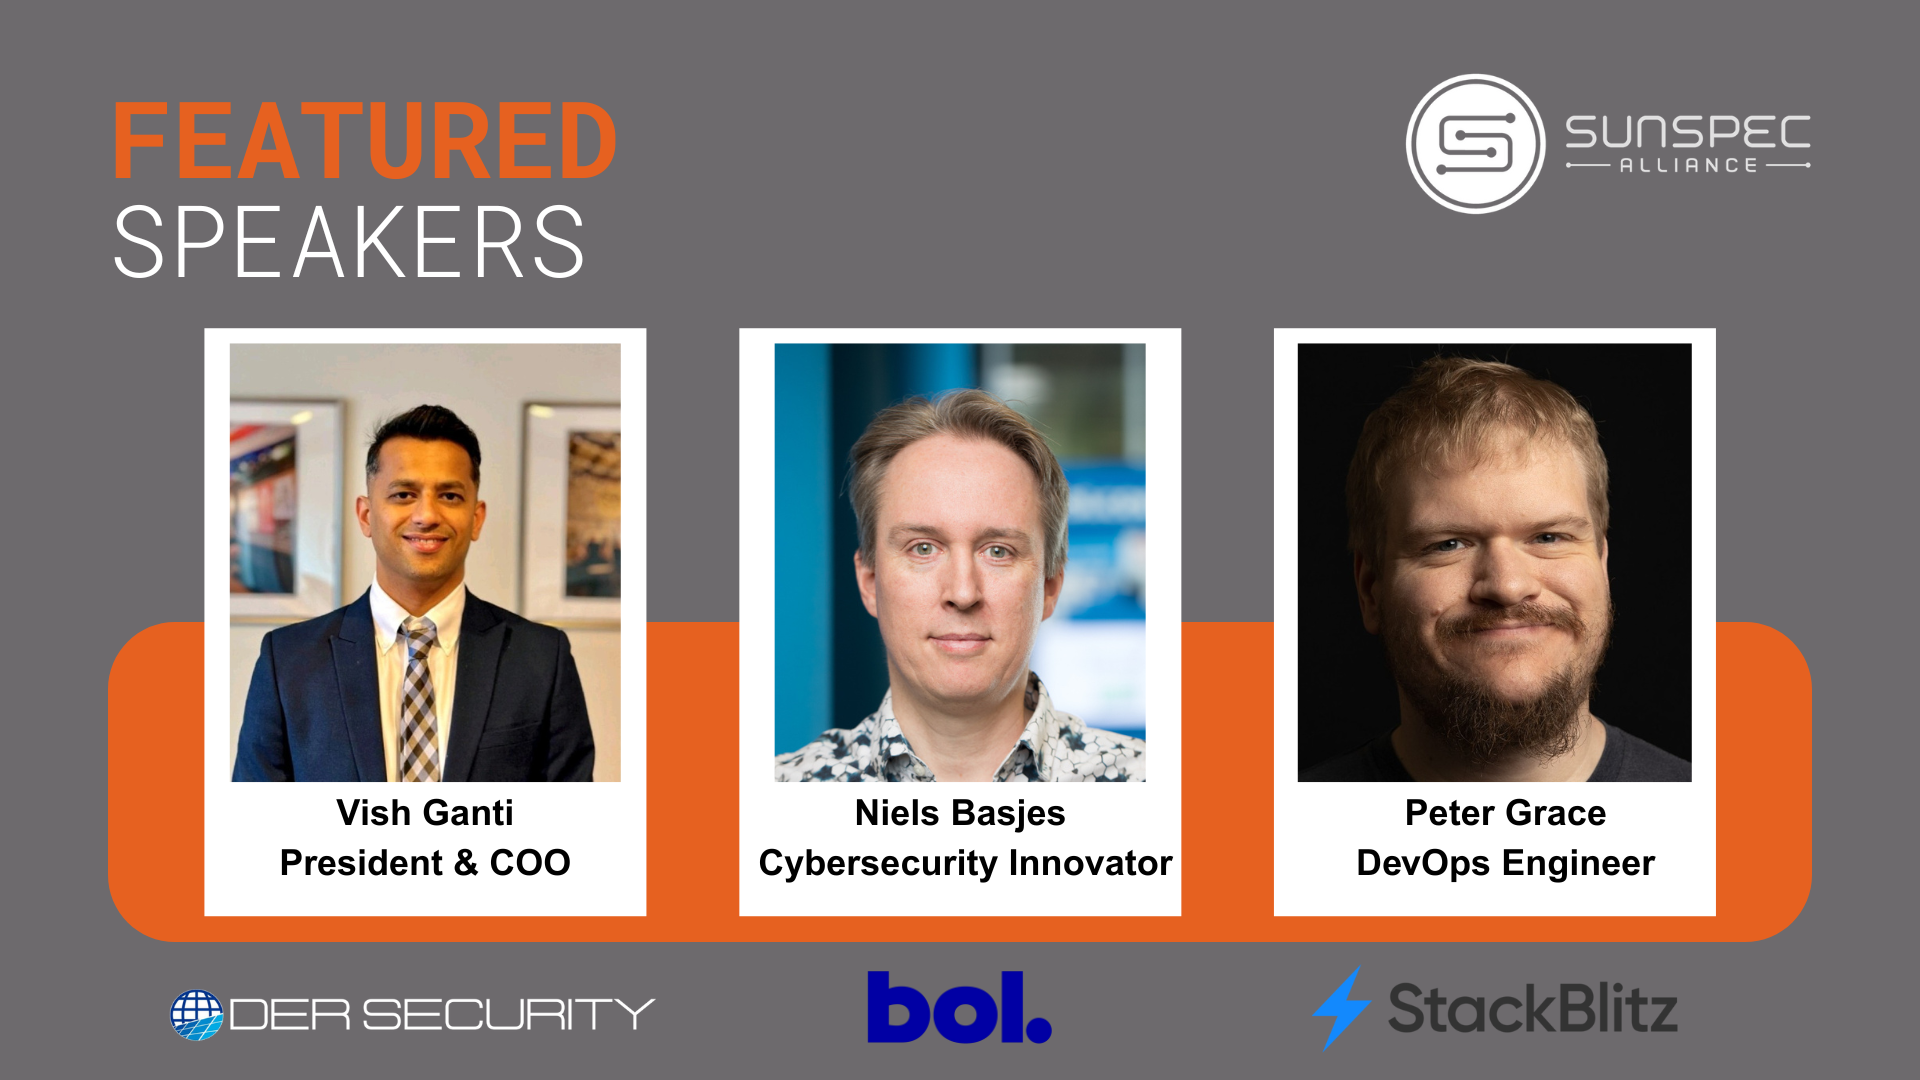 FEATURED
SPEAKERS
SUNSPEC
ALLIANCE
Vish Ganti
President & COO
Niels Basjes
Cybersecurity Innovator
Peter Grace
DevOps Engineer
DER SECURITY
bol.
StackBlitz